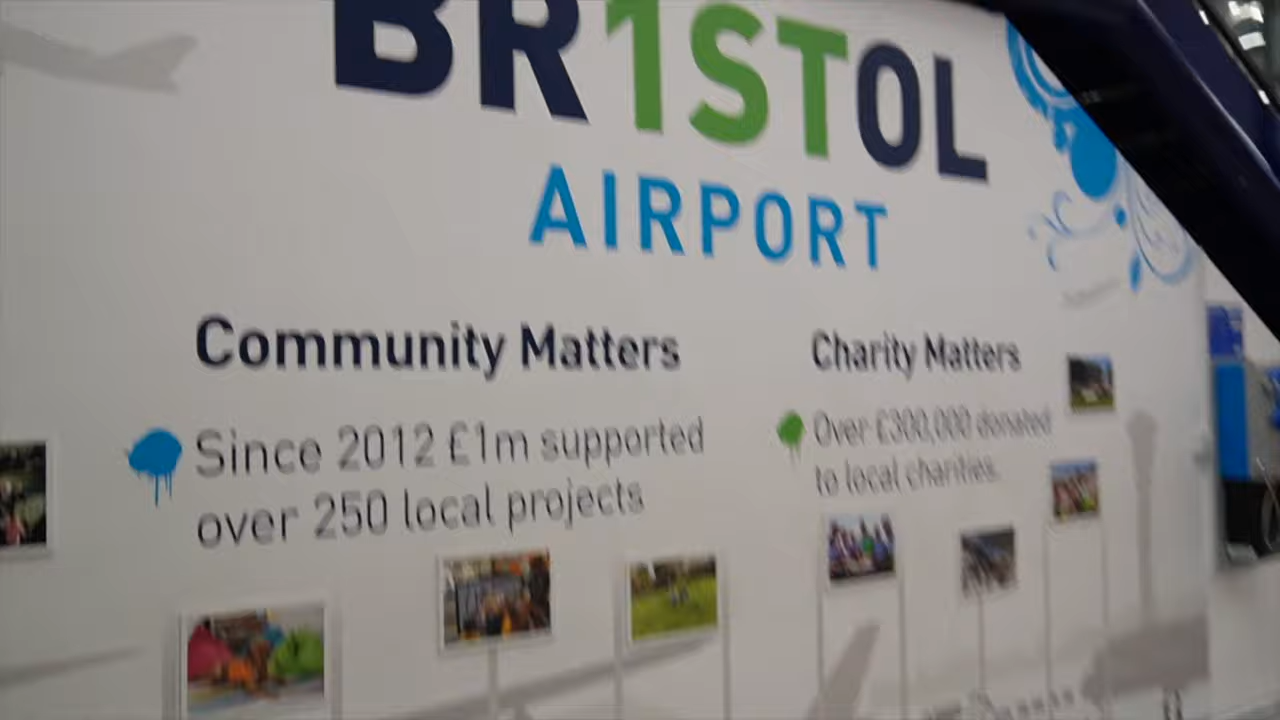 BR1STOL
AIRPORT
Community Matters
Since 2012 £1m supported
over 250 local projects
Charity Matters
Over £300,000 donated
to local charities.